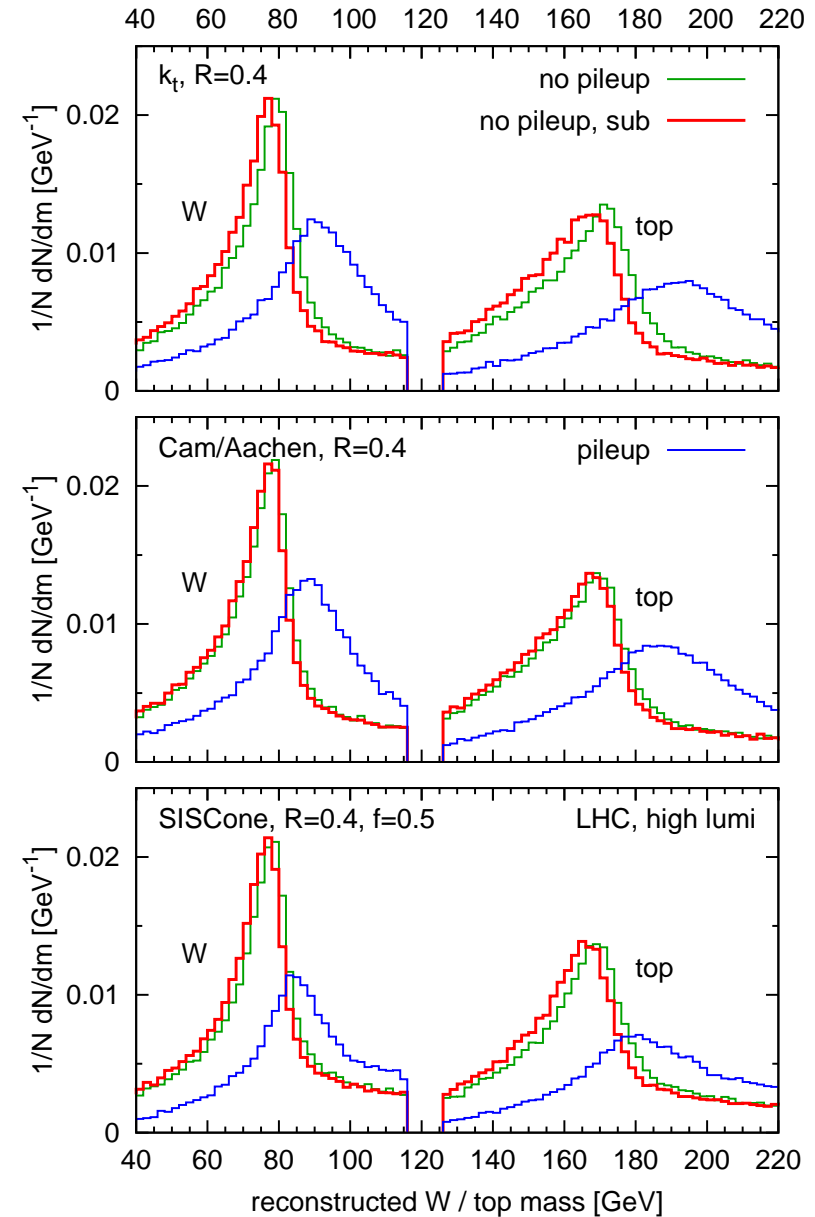 40 60 80 100 120 140 160 180 200 220
k_t, R=0.4
no pileup
no pileup, sub
W
top
1/N dN/dm [GeV⁻¹]
0.02
0.01
0
Cam/Aachen, R=0.4
pileup
W
top
1/N dN/dm [GeV⁻¹]
0.02
0.01
0
SISCone, R=0.4, f=0.5
LHC, high lumi
W
top
1/N dN/dm [GeV⁻¹]
0.02
0.01
0
40 60 80 100 120 140 160 180 200 220
reconstructed W / top mass [GeV]